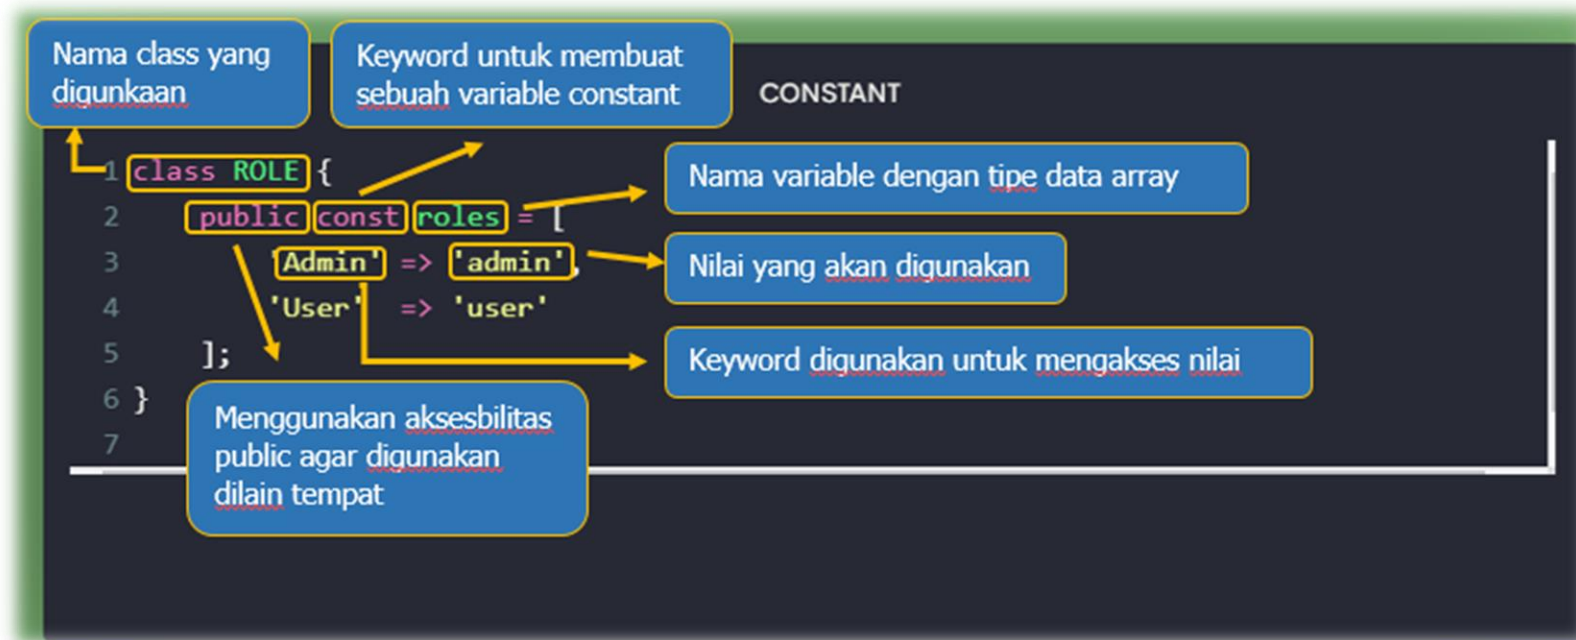 Nama class yang
digunkaan
Keyword untuk membuat
sebuah variable constant
CONSTANT
1 class ROLE {
2 public const roles = [
Nama variable dengan tipe data array
3 'Admin' => 'admin',
Nilai yang akan digunakan
4 'User' => 'user'
5 ];
Keyword digunakan untuk mengakses nilai
6 }
7
Menggunakan aksesbilitas
public agar digunakan
dilain tempat